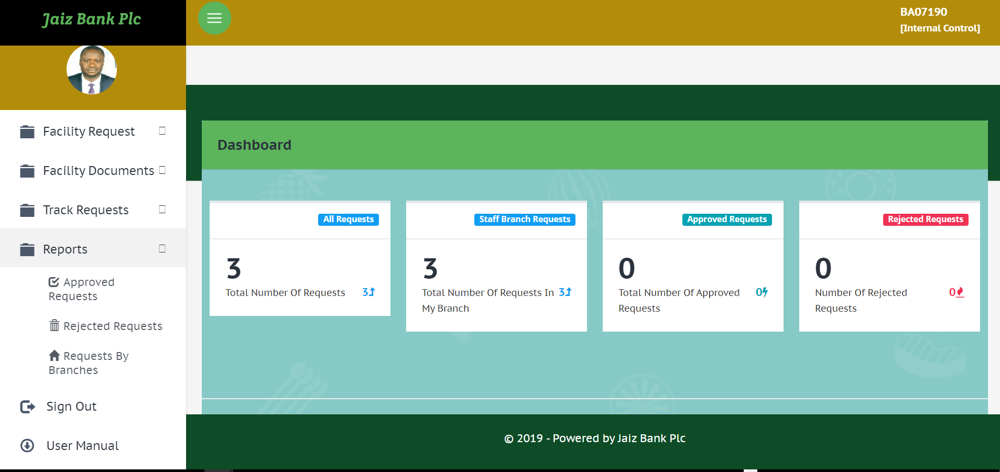 Jaiz Bank Plc
BA07190
[Internal Control]
Facility Request
Facility Documents
Track Requests
Reports
Approved
Requests
Rejected Requests
Requests By
Branches
Sign Out
User Manual
Dashboard
All Requests
3
Total Number Of Requests 3
Staff Branch Requests
3
Total Number Of Requests In 3
My Branch
Approved Requests
0
Total Number Of Approved 0
Requests
Rejected Requests
0
Number Of Rejected 0
Requests
© 2019 - Powered by Jaiz Bank Plc